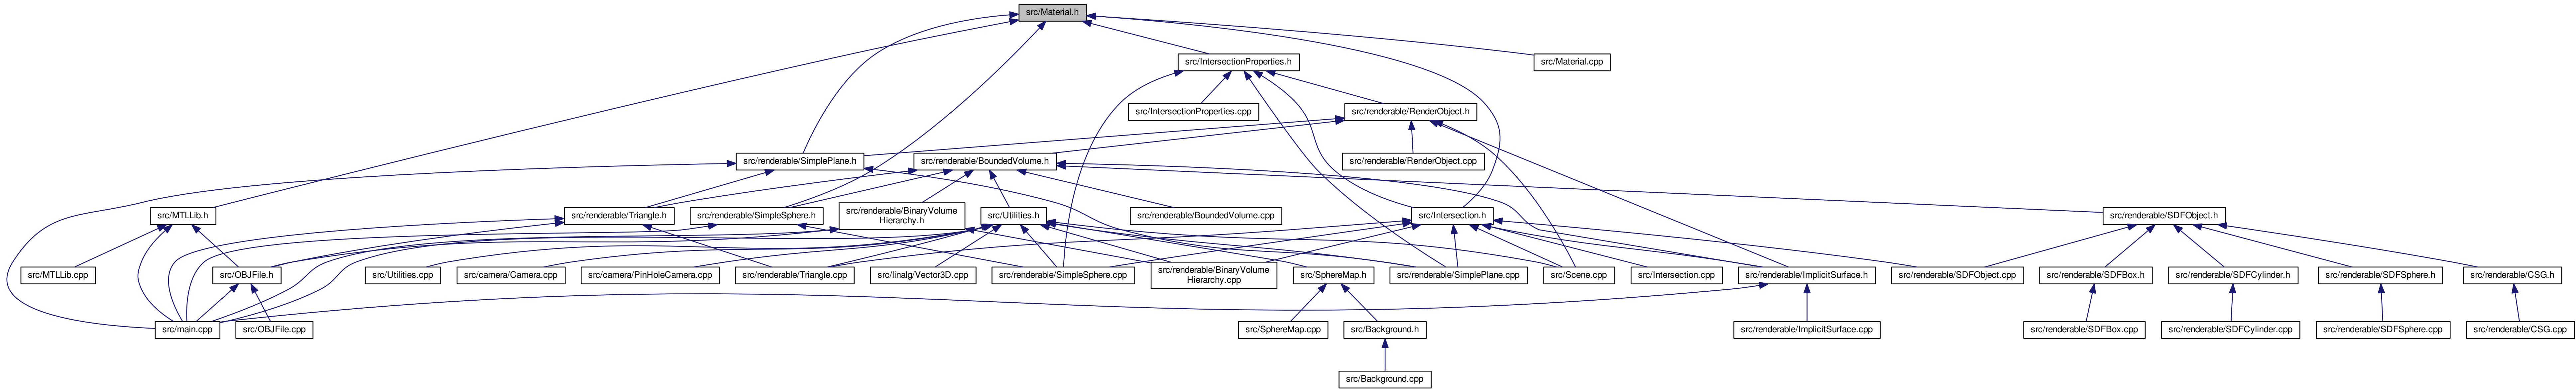 src/Material.h
src/IntersectionProperties.h
src/Material.cpp
src/IntersectionProperties.cpp
src/renderable/RenderObject.h
src/renderable/SimplePlane.h
src/renderable/BoundedVolume.h
src/renderable/RenderObject.cpp
src/MTLLib.h
src/renderable/Triangle.h
src/renderable/SimpleSphere.h
src/renderable/BinaryVolume
Hierarchy.h
src/Utilities.h
src/renderable/BoundedVolume.cpp
src/Intersection.h
src/renderable/SDFObject.h
src/MTLLib.cpp
src/OBJFile.h
src/Utilities.cpp
src/camera/Camera.cpp
src/camera/PinHoleCamera.cpp
src/renderable/Triangle.cpp
src/linalg/Vector3D.cpp
src/renderable/SimpleSphere.cpp
src/renderable/BinaryVolume
Hierarchy.cpp
src/SphereMap.h
src/renderable/SimplePlane.cpp
src/Scene.cpp
src/Intersection.cpp
src/renderable/ImplicitSurface.h
src/renderable/SDFObject.cpp
src/renderable/SDFBox.h
src/renderable/SDFCylinder.h
src/renderable/SDFSphere.h
src/renderable/CSG.h
src/main.cpp
src/OBJFile.cpp
src/SphereMap.cpp
src/Background.h
src/renderable/ImplicitSurface.cpp
src/renderable/SDFBox.cpp
src/renderable/SDFCylinder.cpp
src/renderable/SDFSphere.cpp
src/renderable/CSG.cpp
src/Background.cpp